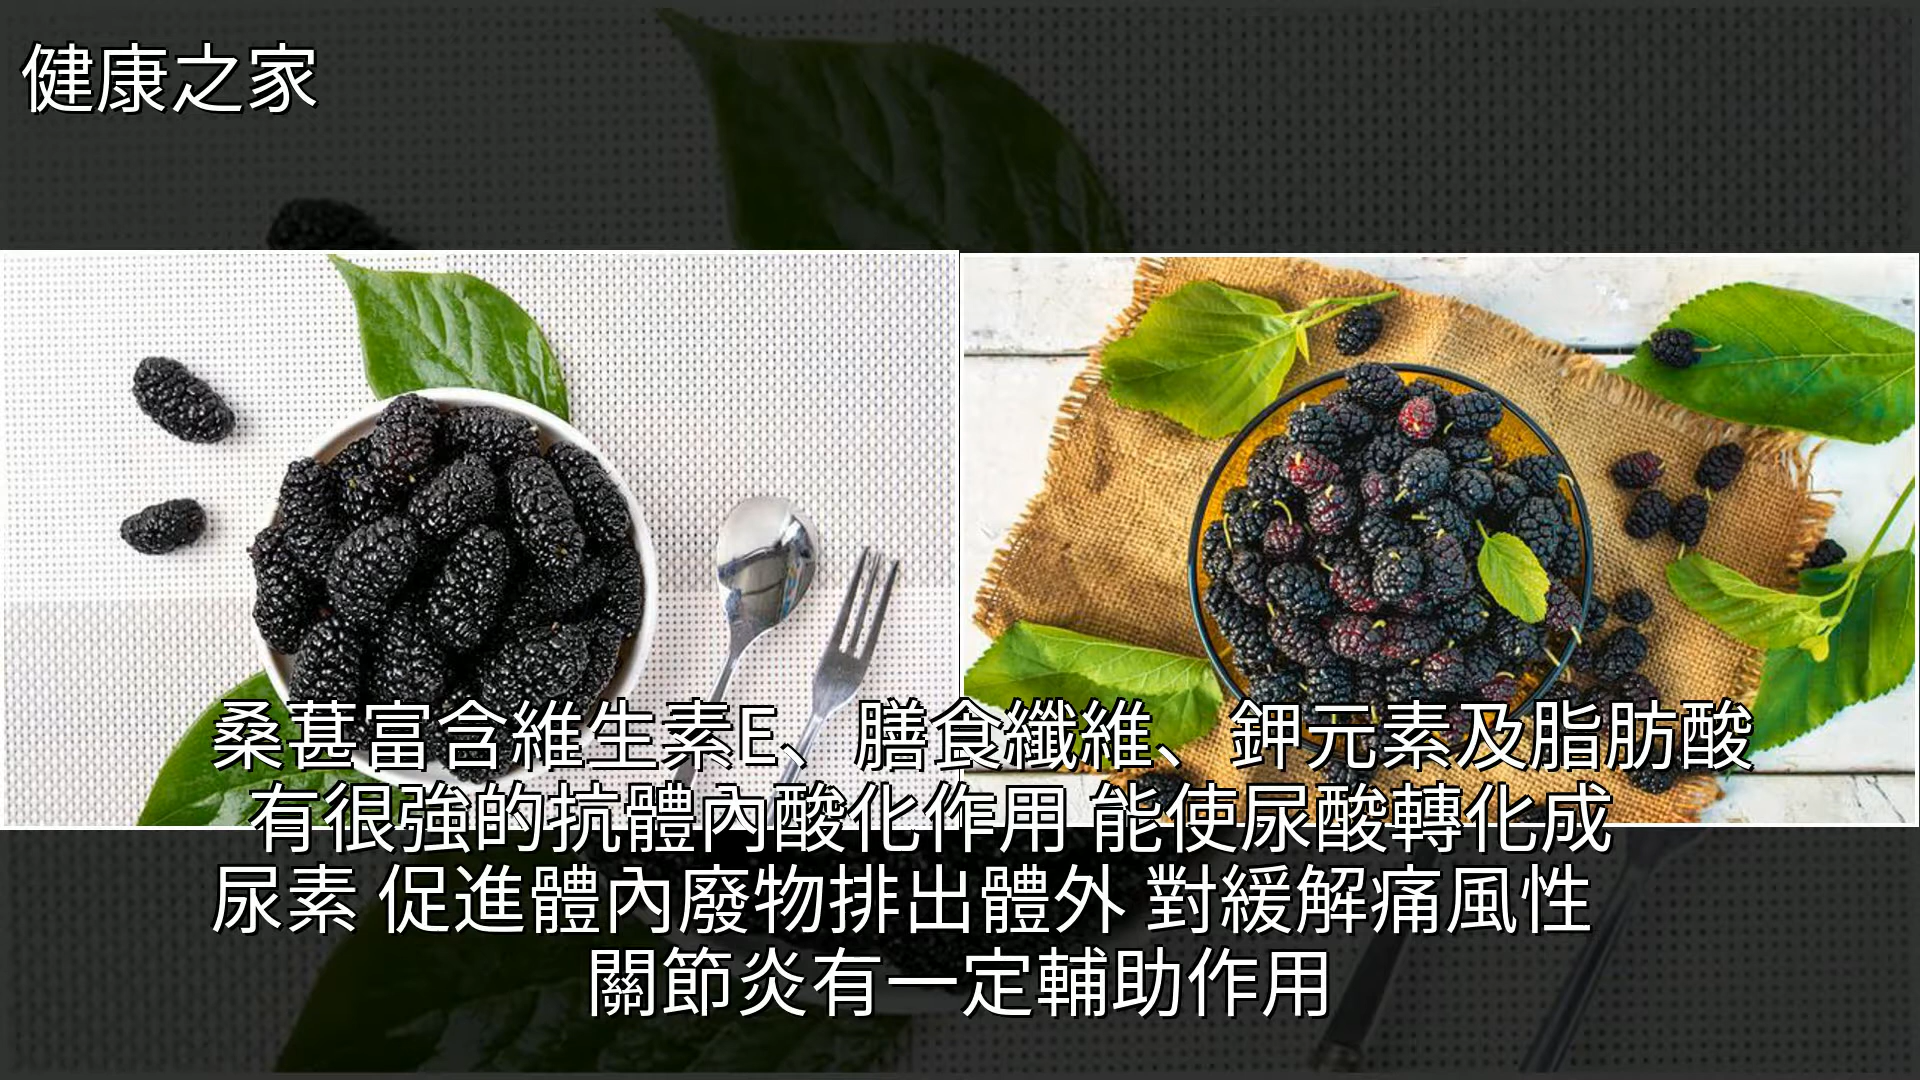 健康之家
桑葚富含維生素E、膳食纖維、鉀元素及脂肪酸
有很強的抗體內酸化作用 能使尿酸轉化成
尿素 促進體內廢物排出體外 對緩解痛風性
關節炎有一定輔助作用